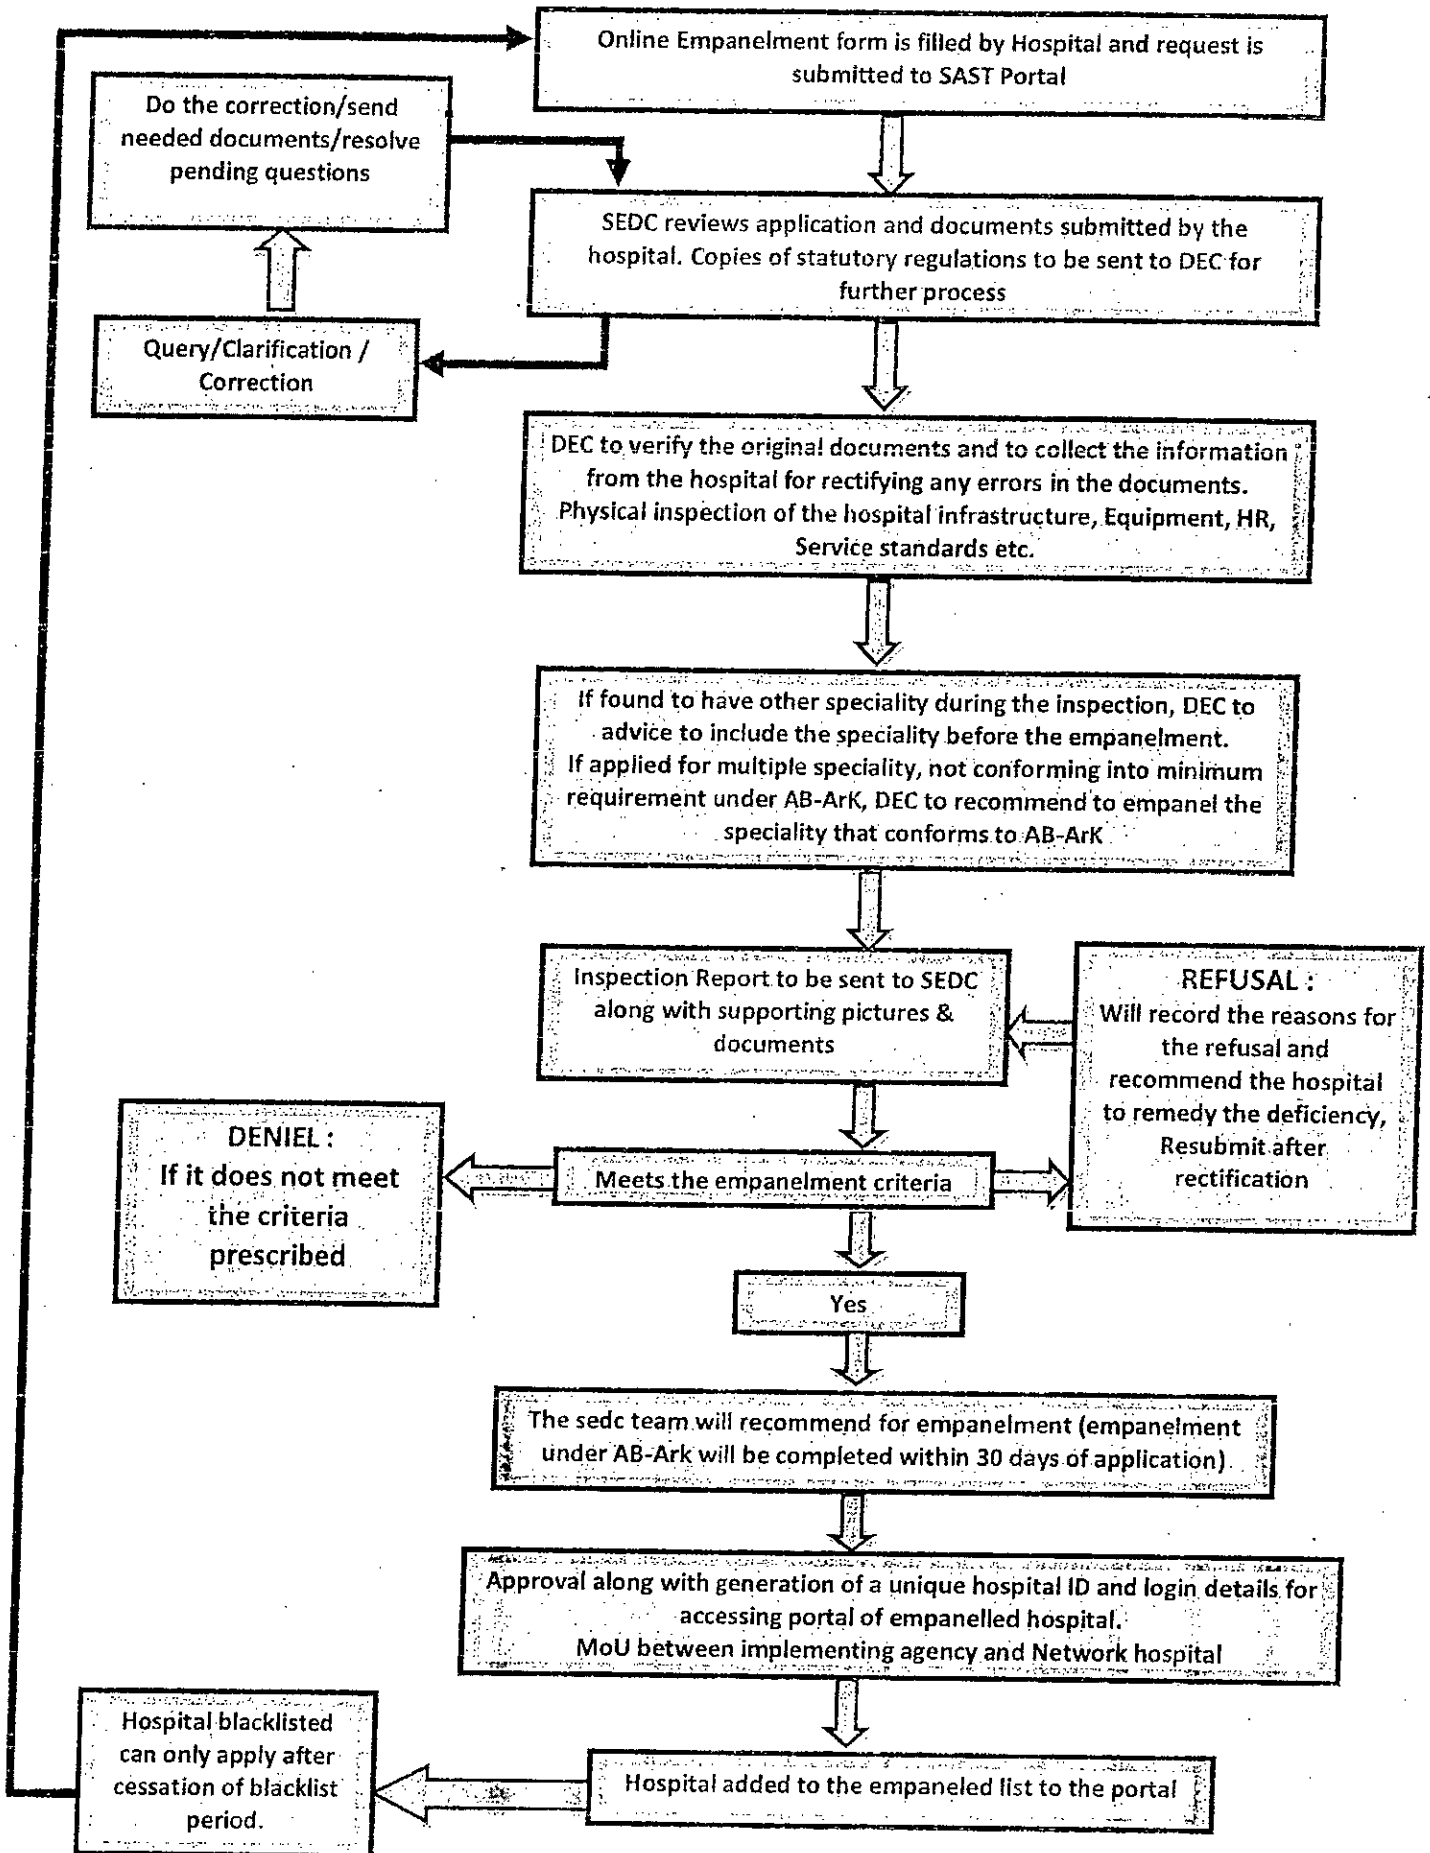 Online Empanelment form is filled by Hospital and request is
submitted to SAST Portal
Do the correction/send
needed documents/resolve
pending questions
SEDC reviews application and documents submitted by the
hospital. Copies of statutory regulations to be sent to DEC for
further process
Query/Clarification /
Correction
DEC to verify the original documents and to collect the information
from the hospital for rectifying any errors in the documents.
Physical inspection of the hospital infrastructure, Equipment, HR,
Service standards etc.
If found to have other speciality during the inspection, DEC to
advice to include the speciality before the empanelment.
If applied for multiple speciality, not conforming into minimum
requirement under AB-ArK, DEC to recommend to empanel the
speciality that conforms to AB-ArK
Inspection Report to be sent to SEDC
along with supporting pictures &
documents
REFUSAL :
Will record the reasons for
the refusal and
recommend the hospital
to remedy the deficiency,
Resubmit after
rectification
DENIEL :
If it does not meet
the criteria
prescribed
Meets the empanelment criteria
Yes
The sedc team will recommend for empanelment (empanelment
under AB-Ark will be completed within 30 days of application)
Approval along with generation of a unique hospital ID and login details for
accessing portal of empanelled hospital.
MoU between implementing agency and Network hospital
Hospital blacklisted
can only apply after
cessation of blacklist
period.
Hospital added to the empaneled list to the portal